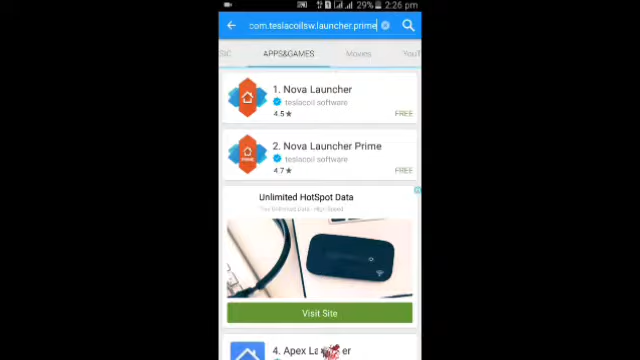 29% 2:26 pm
com.teslacoilsw.launcher.prime
SIC APPS&GAMES Movies YouT
1. Nova Launcher
teslacoil software
4.5★ FREE
2. Nova Launcher Prime
PRIME
teslacoil software
4.7★ FREE
Unlimited HotSpot Data
Visit Site
4. Apex La er